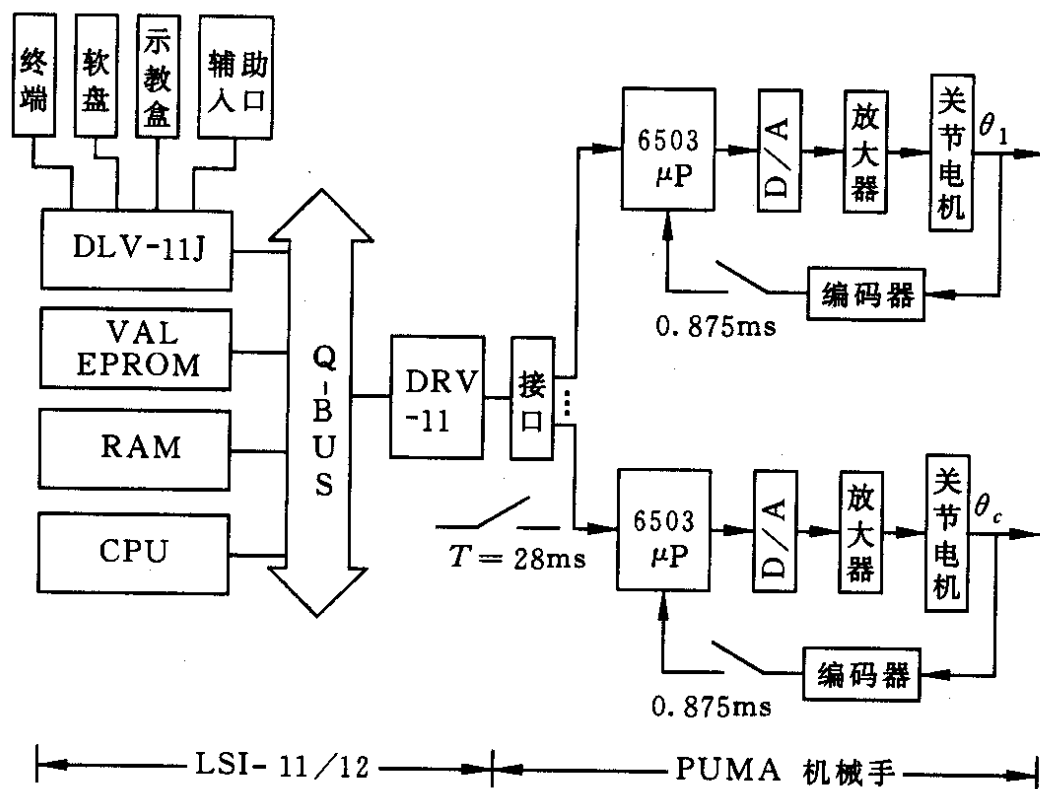 终端
软盘
示教盒
辅助
入口
DLV-11J
VAL
EPROM
RAM
CPU
Q-BUS
DRV
-11
接口
T = 28ms
6503
μP
D/A
放大器
关节电机
θ1
编码器
0.875ms
6503
μP
D/A
放大器
关节电机
θc
编码器
0.875ms
LSI-11/12
PUMA 机械手